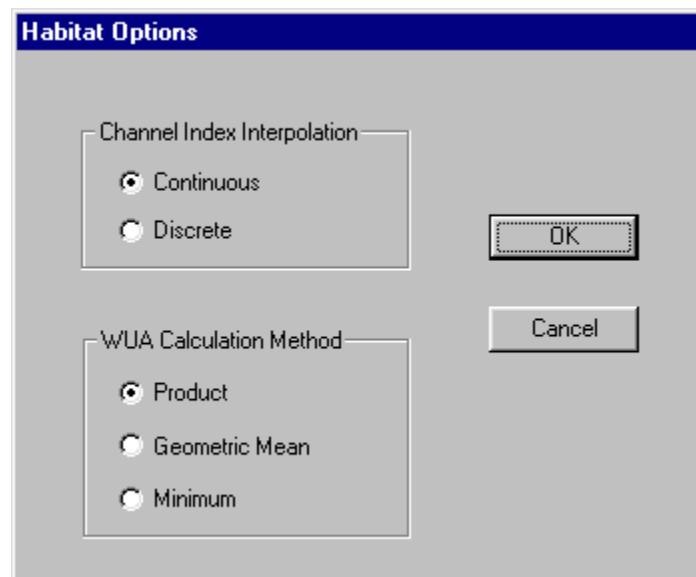 Habitat Options
Channel Index Interpolation
Continuous
Discrete
OK
Cancel
WUA Calculation Method
Product
Geometric Mean
Minimum